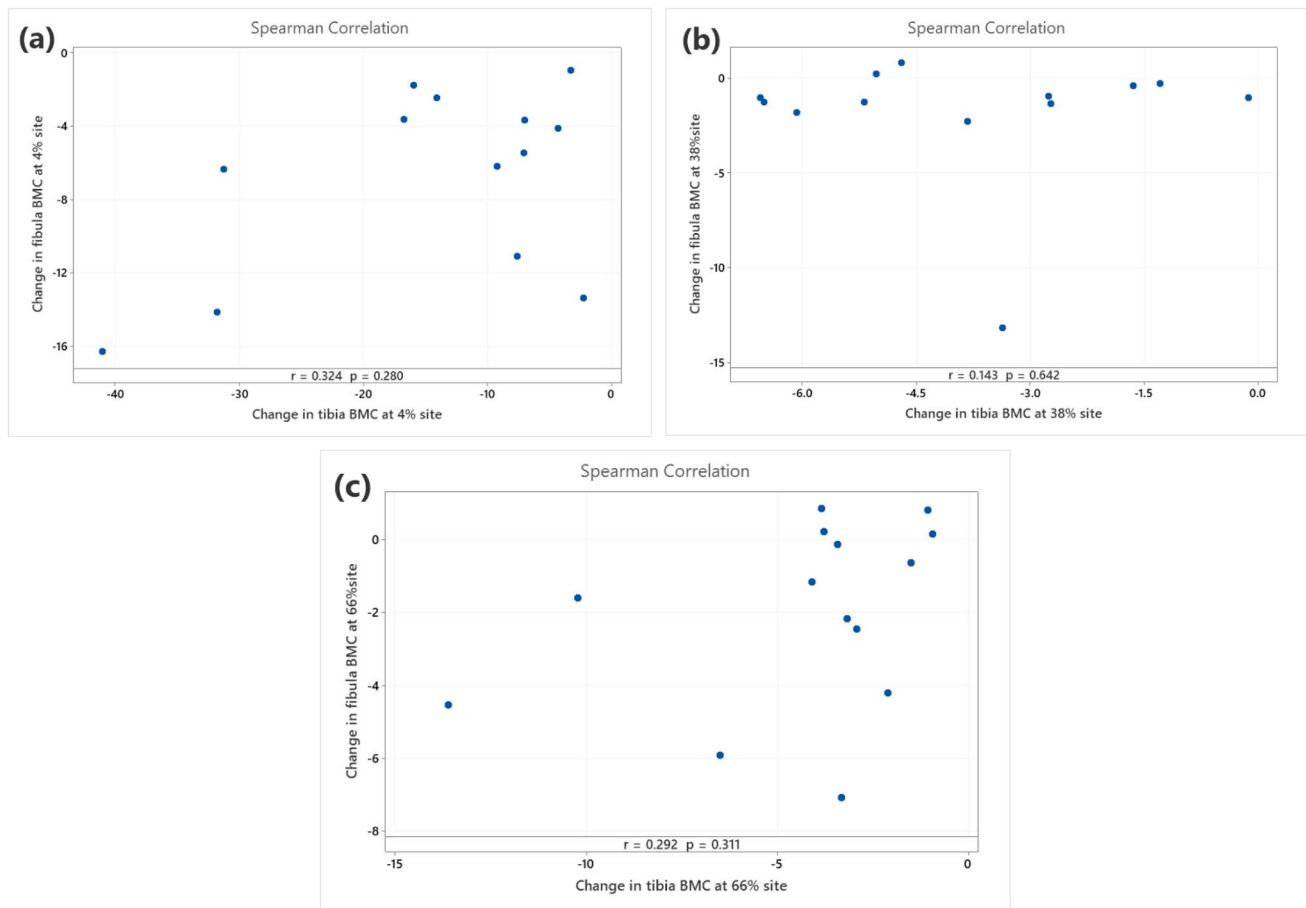 (a)
Spearman Correlation
Change in fibula BMC at 4% site
0
-4
-8
-12
-16
r = 0.324 p = 0.280
-40 -30 -20 -10 0
Change in tibia BMC at 4% site
(b)
Spearman Correlation
Change in fibula BMC at 38%site
0
-5
-10
-15
r = 0.143 p = 0.642
-6.0 -4.5 -3.0 -1.5 0.0
Change in tibia BMC at 38% site
(c)
Spearman Correlation
Change in fibula BMC at 66%site
0
-2
-4
-6
-8
r = 0.292 p = 0.311
-15 -10 -5 0
Change in tibia BMC at 66% site